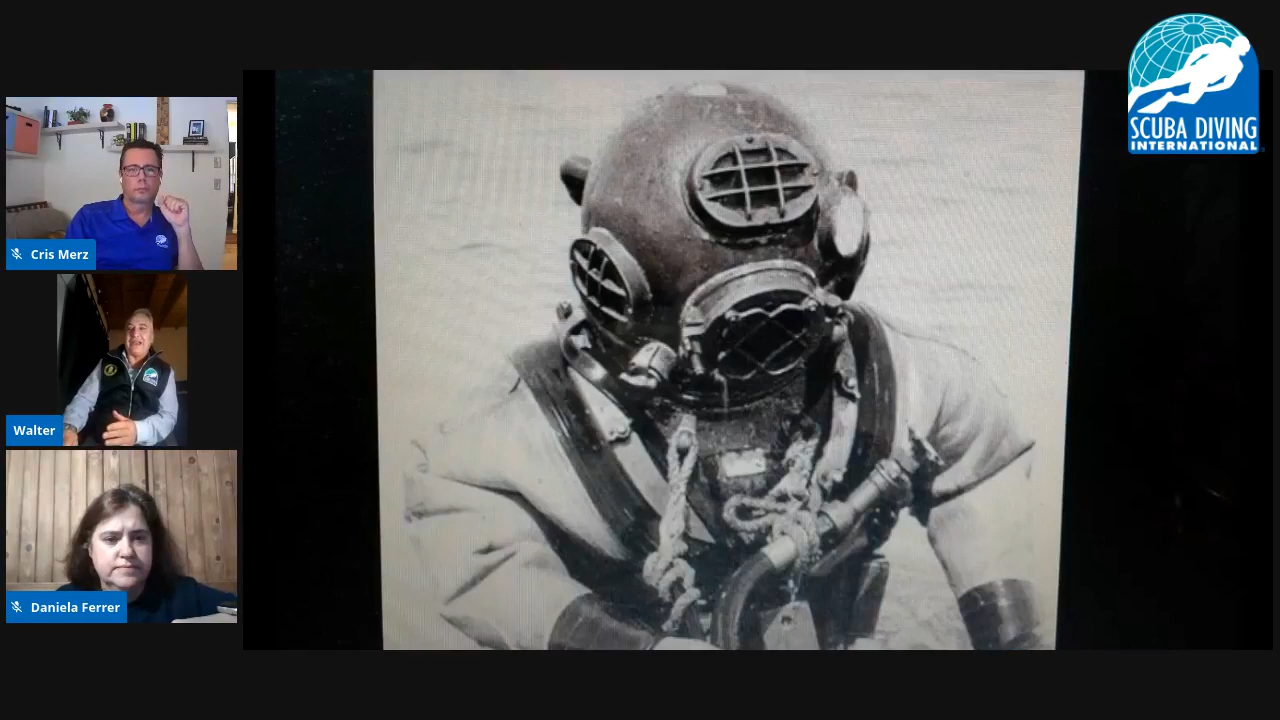 SCUBA DIVING
INTERNATIONAL
Cris Merz
Walter
Daniela Ferrer